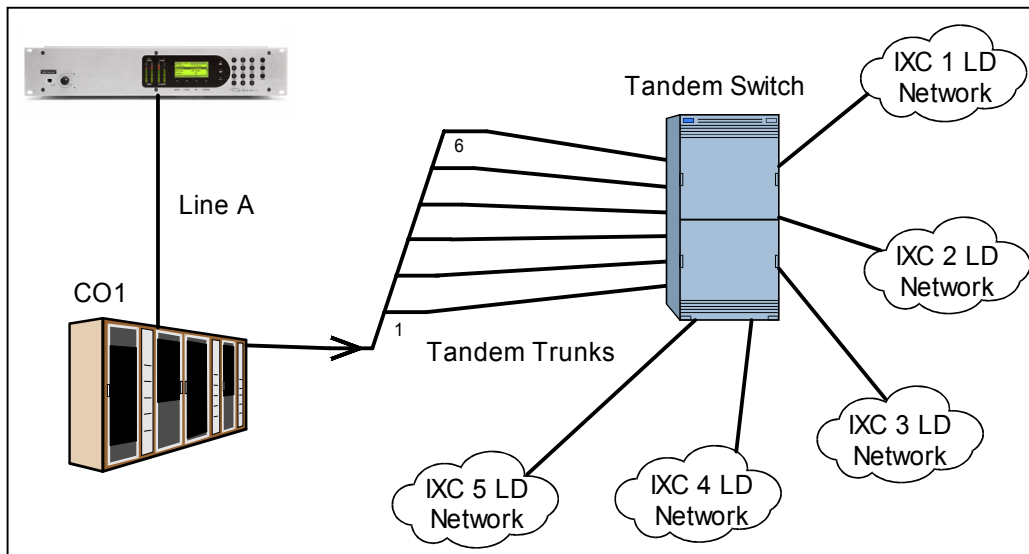 IXC 1 LD
Network
Tandem Switch
6
Line A
IXC 2 LD
Network
CO1
1
Tandem Trunks
IXC 3 LD
Network
IXC 5 LD
Network
IXC 4 LD
Network